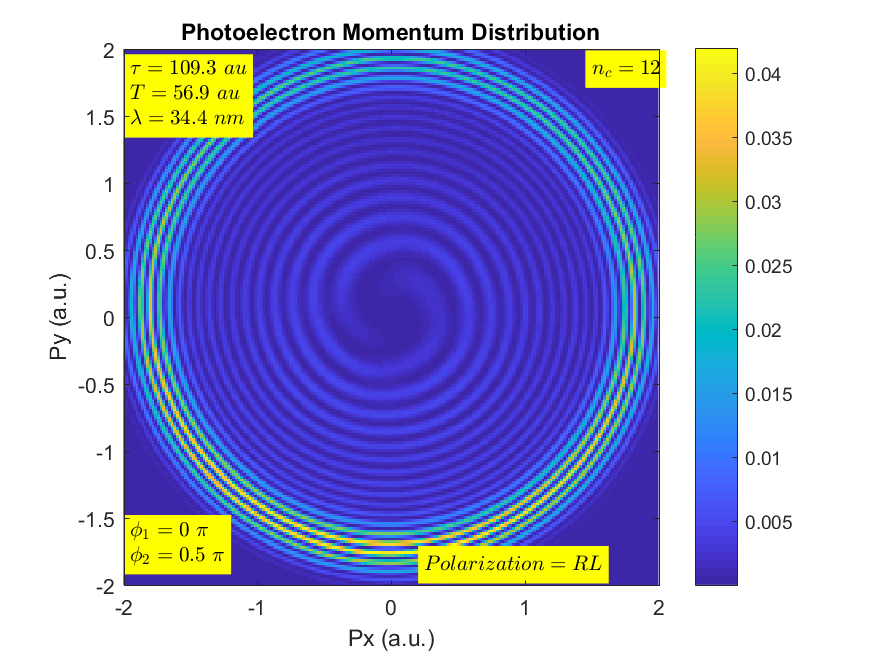 Photoelectron Momentum Distribution
τ = 109.3 au
T = 56.9 au
λ = 34.4 nm
n_c = 12
2
1.5
1
0.5
0
-0.5
-1
-1.5
-2
Py (a.u.)
ϕ₁ = 0 π
ϕ₂ = 0.5 π
Polarization = RL
-2
-1
0
1
2
Px (a.u.)
0.04
0.035
0.03
0.025
0.02
0.015
0.01
0.005